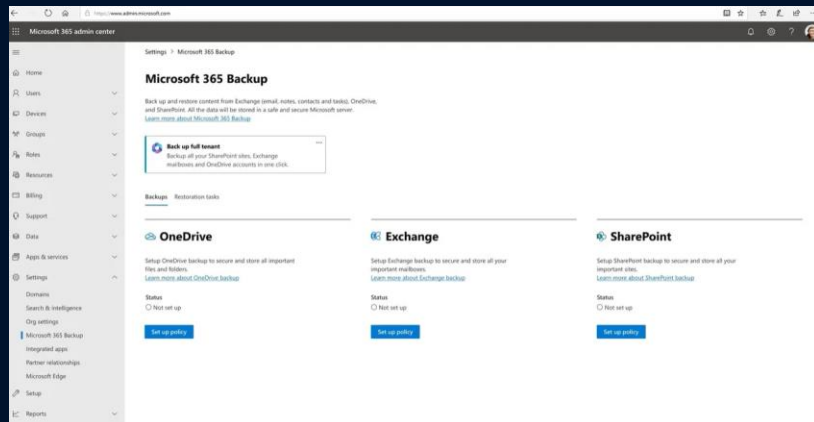 https://www.admin.microsoft.com
Microsoft 365 admin center
Home
Users
Devices
Groups
Roles
Resources
Billing
Support
Data
Apps & services
Settings
Domains
Search & intelligence
Org settings
Microsoft 365 Backup
Integrated apps
Partner relationships
Microsoft Edge
Setup
Reports
Settings > Microsoft 365 Backup
Microsoft 365 Backup
Back up and restore content from Exchange (email, notes, contacts and tasks), OneDrive,
and SharePoint. All the data will be stored in a safe and secure Microsoft server.
Learn more about Microsoft 365 Backup
Back up full tenant
Backup all your SharePoint sites, Exchange
mailboxes and OneDrive accounts in one click.
Backups Restoration tasks
OneDrive
Setup OneDrive backup to secure and store all important
files and folders.
Learn more about OneDrive backup
Status
Not set up
Set up policy
Exchange
Setup Exchange backup to secure and store all your
important mailboxes.
Learn more about Exchange backup
Status
Not set up
Set up policy
SharePoint
Setup SharePoint backup to secure and store all your
important sites.
Learn more about SharePoint backup
Status
Not set up
Set up policy